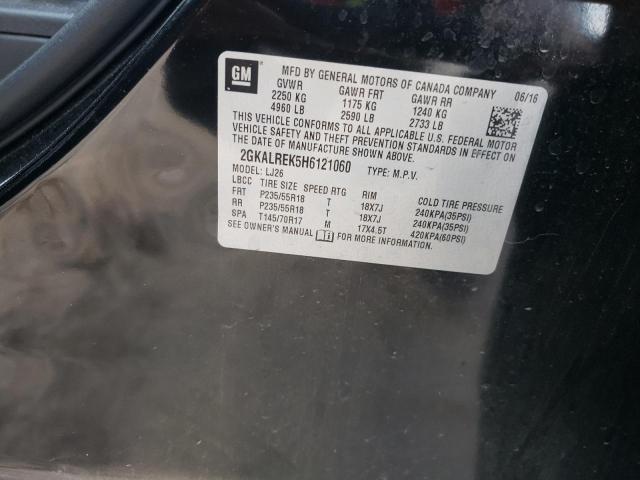 GM
MFD BY GENERAL MOTORS OF CANADA COMPANY 06/16
GVWR GAWR FRT GAWR RR
2250 KG 1175 KG 1240 KG
4960 LB 2590 LB 2733 LB
THIS VEHICLE CONFORMS TO ALL APPLICABLE U.S. FEDERAL MOTOR
VEHICLE SAFETY AND THEFT PREVENTION STANDARDS IN EFFECT ON
THE DATE OF MANUFACTURE SHOWN ABOVE.
2GKALREK5H6121060 TYPE: M.P.V.
MODEL: LJ26
LBCC TIRE SIZE SPEED RTG RIM COLD TIRE PRESSURE
FRT P235/55R18 T 18X7J 240KPA(35PSI)
RR P235/55R18 T 18X7J 240KPA(35PSI)
SPA T145/70R17 M 17X4.5T 420KPA(60PSI)
SEE OWNER'S MANUAL FOR MORE INFORMATION.